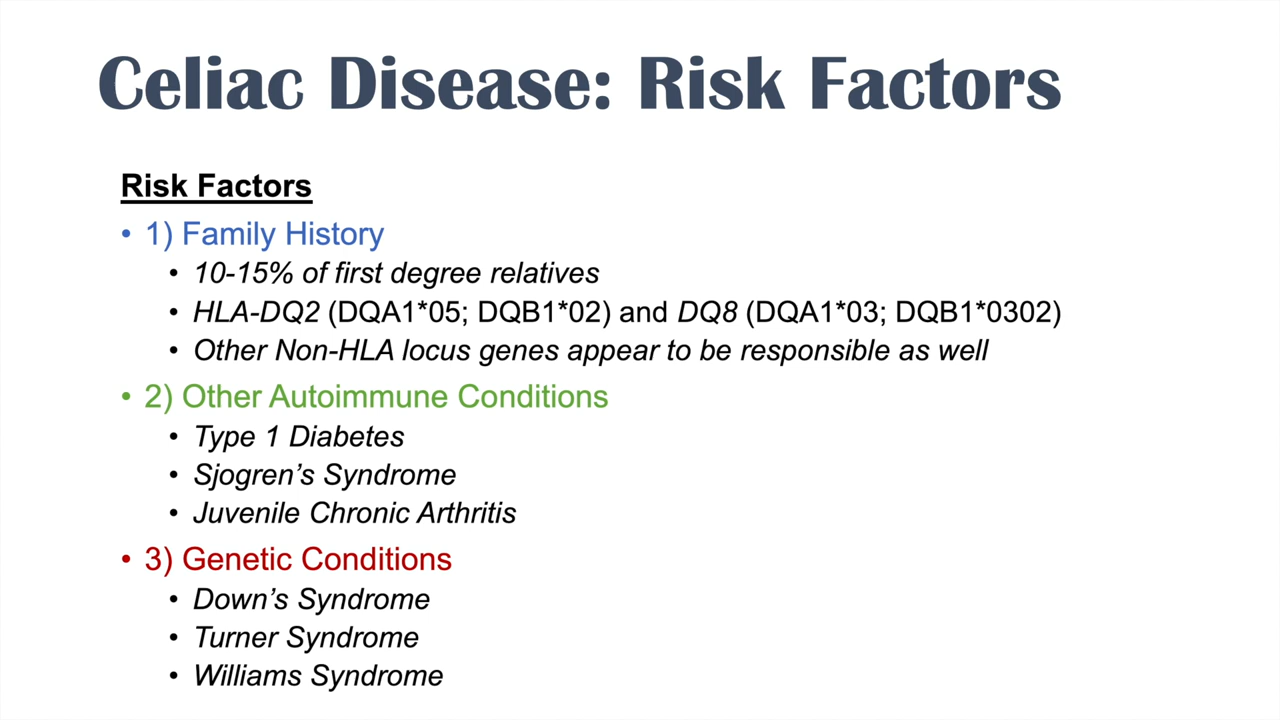 Celiac Disease: Risk Factors
Risk Factors
• 1) Family History
• 10-15% of first degree relatives
• HLA-DQ2 (DQA1*05; DQB1*02) and DQ8 (DQA1*03; DQB1*0302)
• Other Non-HLA locus genes appear to be responsible as well
• 2) Other Autoimmune Conditions
• Type 1 Diabetes
• Sjogren’s Syndrome
• Juvenile Chronic Arthritis
• 3) Genetic Conditions
• Down’s Syndrome
• Turner Syndrome
• Williams Syndrome